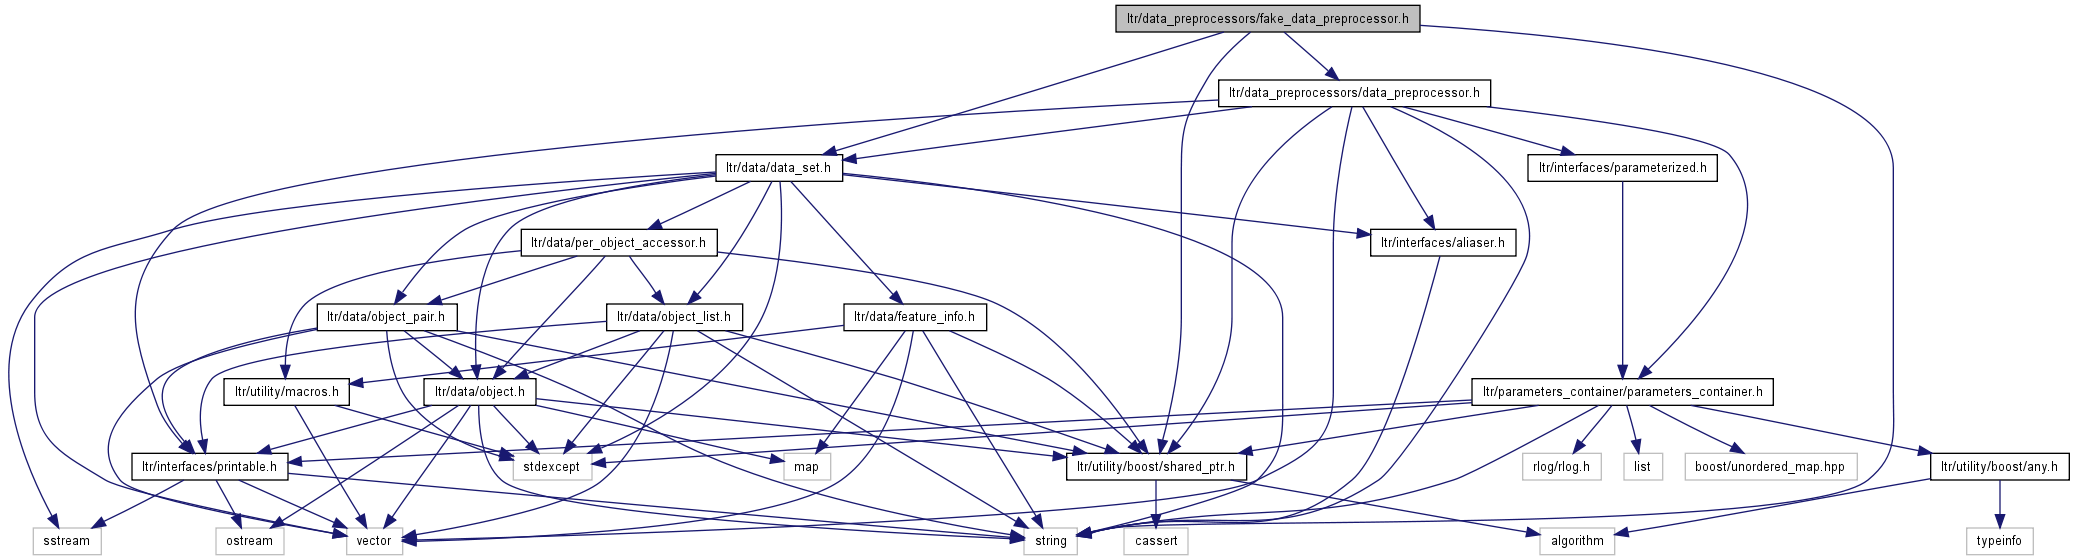 ltr/data_preprocessors/fake_data_preprocessor.h
ltr/data_preprocessors/data_preprocessor.h
ltr/data/data_set.h
ltr/interfaces/parameterized.h
ltr/data/per_object_accessor.h
ltr/interfaces/aliaser.h
ltr/data/object_pair.h
ltr/data/object_list.h
ltr/data/feature_info.h
ltr/utility/macros.h
ltr/data/object.h
ltr/parameters_container/parameters_container.h
ltr/interfaces/printable.h
stdexcept
map
ltr/utility/boost/shared_ptr.h
rlog/rlog.h
list
boost/unordered_map.hpp
ltr/utility/boost/any.h
sstream
ostream
vector
string
cassert
algorithm
typeinfo